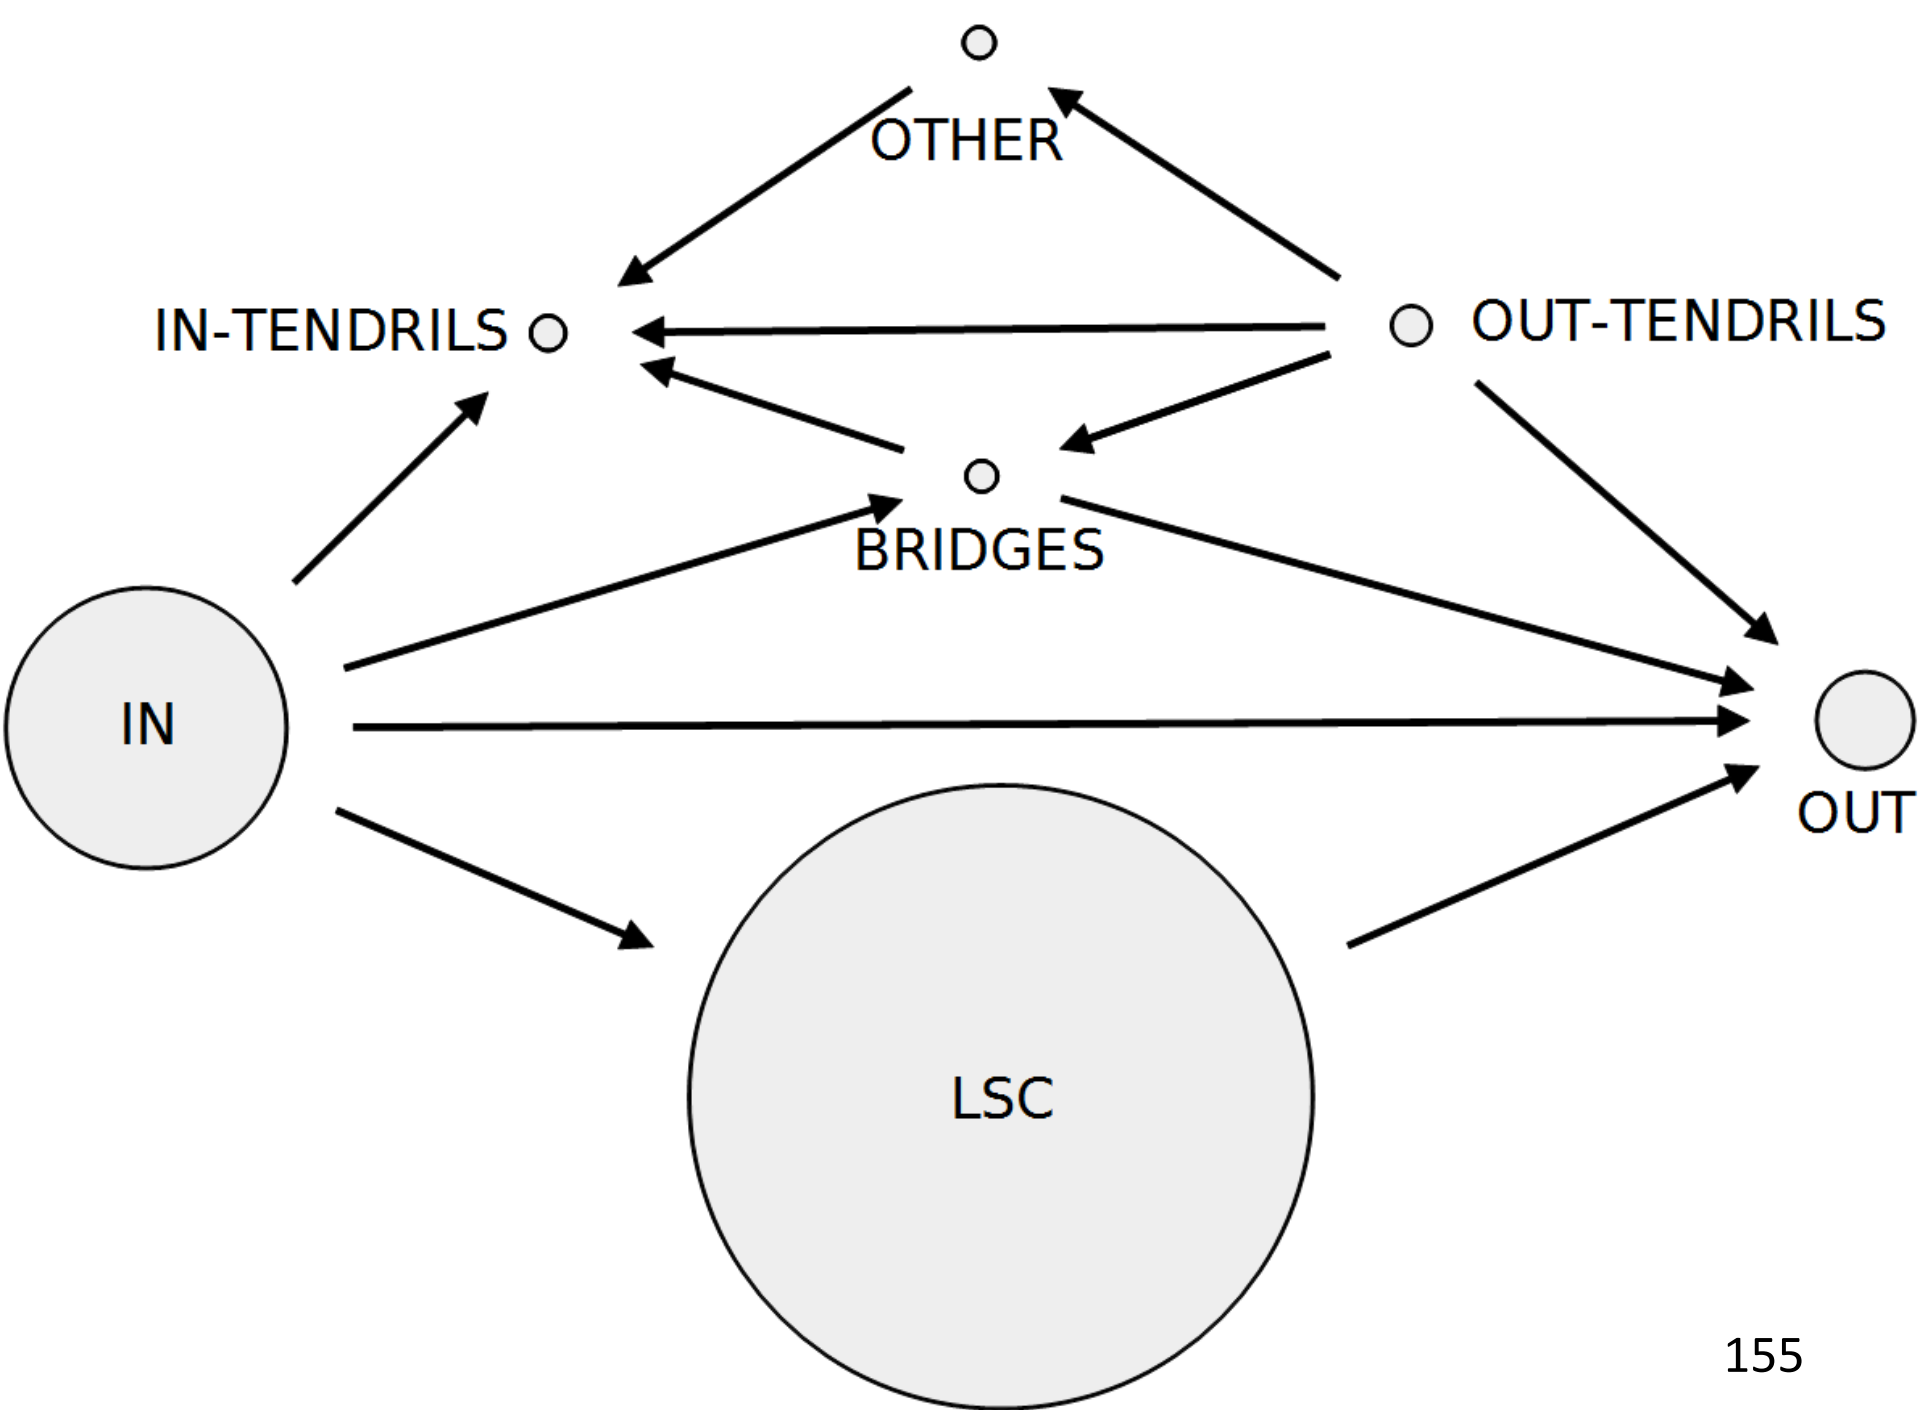 OTHER
IN-TENDRILS
OUT-TENDRILS
BRIDGES
IN
OUT
LSC
155